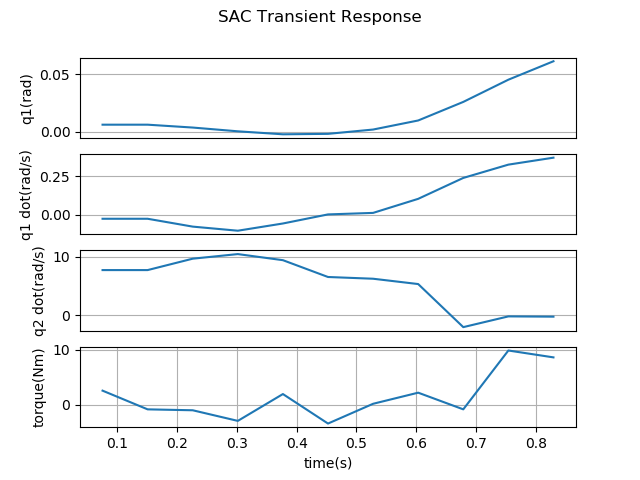 SAC Transient Response
0.05
0.00
q1(rad)
0.25
0.00
q1 dot(rad/s)
10
0
q2 dot(rad/s)
10
0
torque(Nm)
0.1 0.2 0.3 0.4 0.5 0.6 0.7 0.8
time(s)